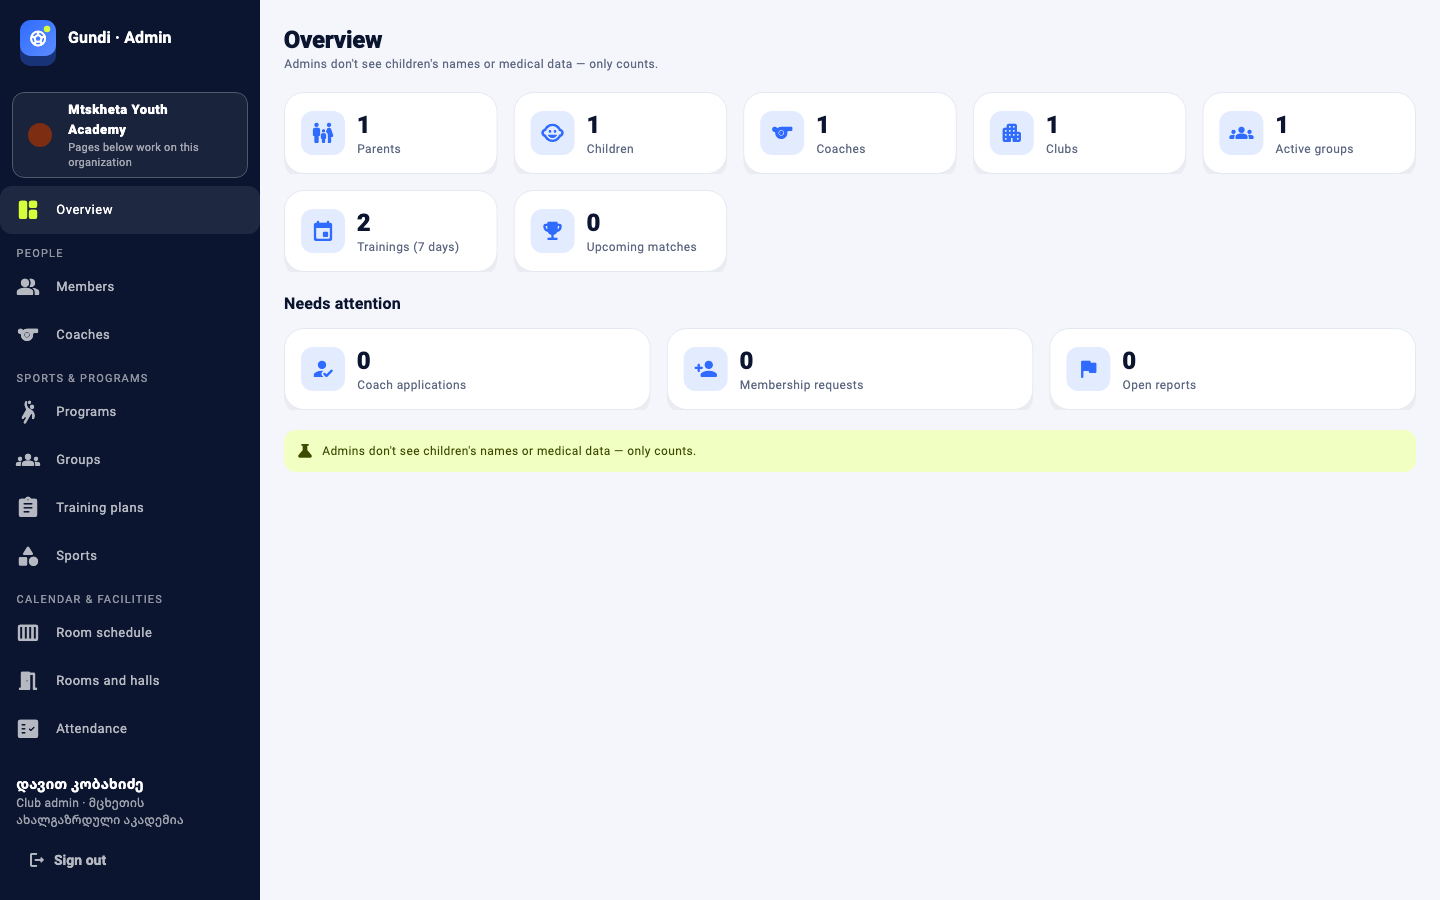 Gundi · Admin
Mtskheta Youth
Academy
Pages below work on this
organization
Overview
PEOPLE
Members
Coaches
SPORTS & PROGRAMS
Programs
Groups
Training plans
Sports
CALENDAR & FACILITIES
Room schedule
Rooms and halls
Attendance
დავით კობახიძე
Club admin · მცხეთის
ახალგაზრდული აკადემია
Sign out
Overview
Admins don't see children's names or medical data — only counts.
1
Parents
1
Children
1
Coaches
1
Clubs
1
Active groups
2
Trainings (7 days)
0
Upcoming matches
Needs attention
0
Coach applications
0
Membership requests
0
Open reports
Admins don't see children's names or medical data — only counts.